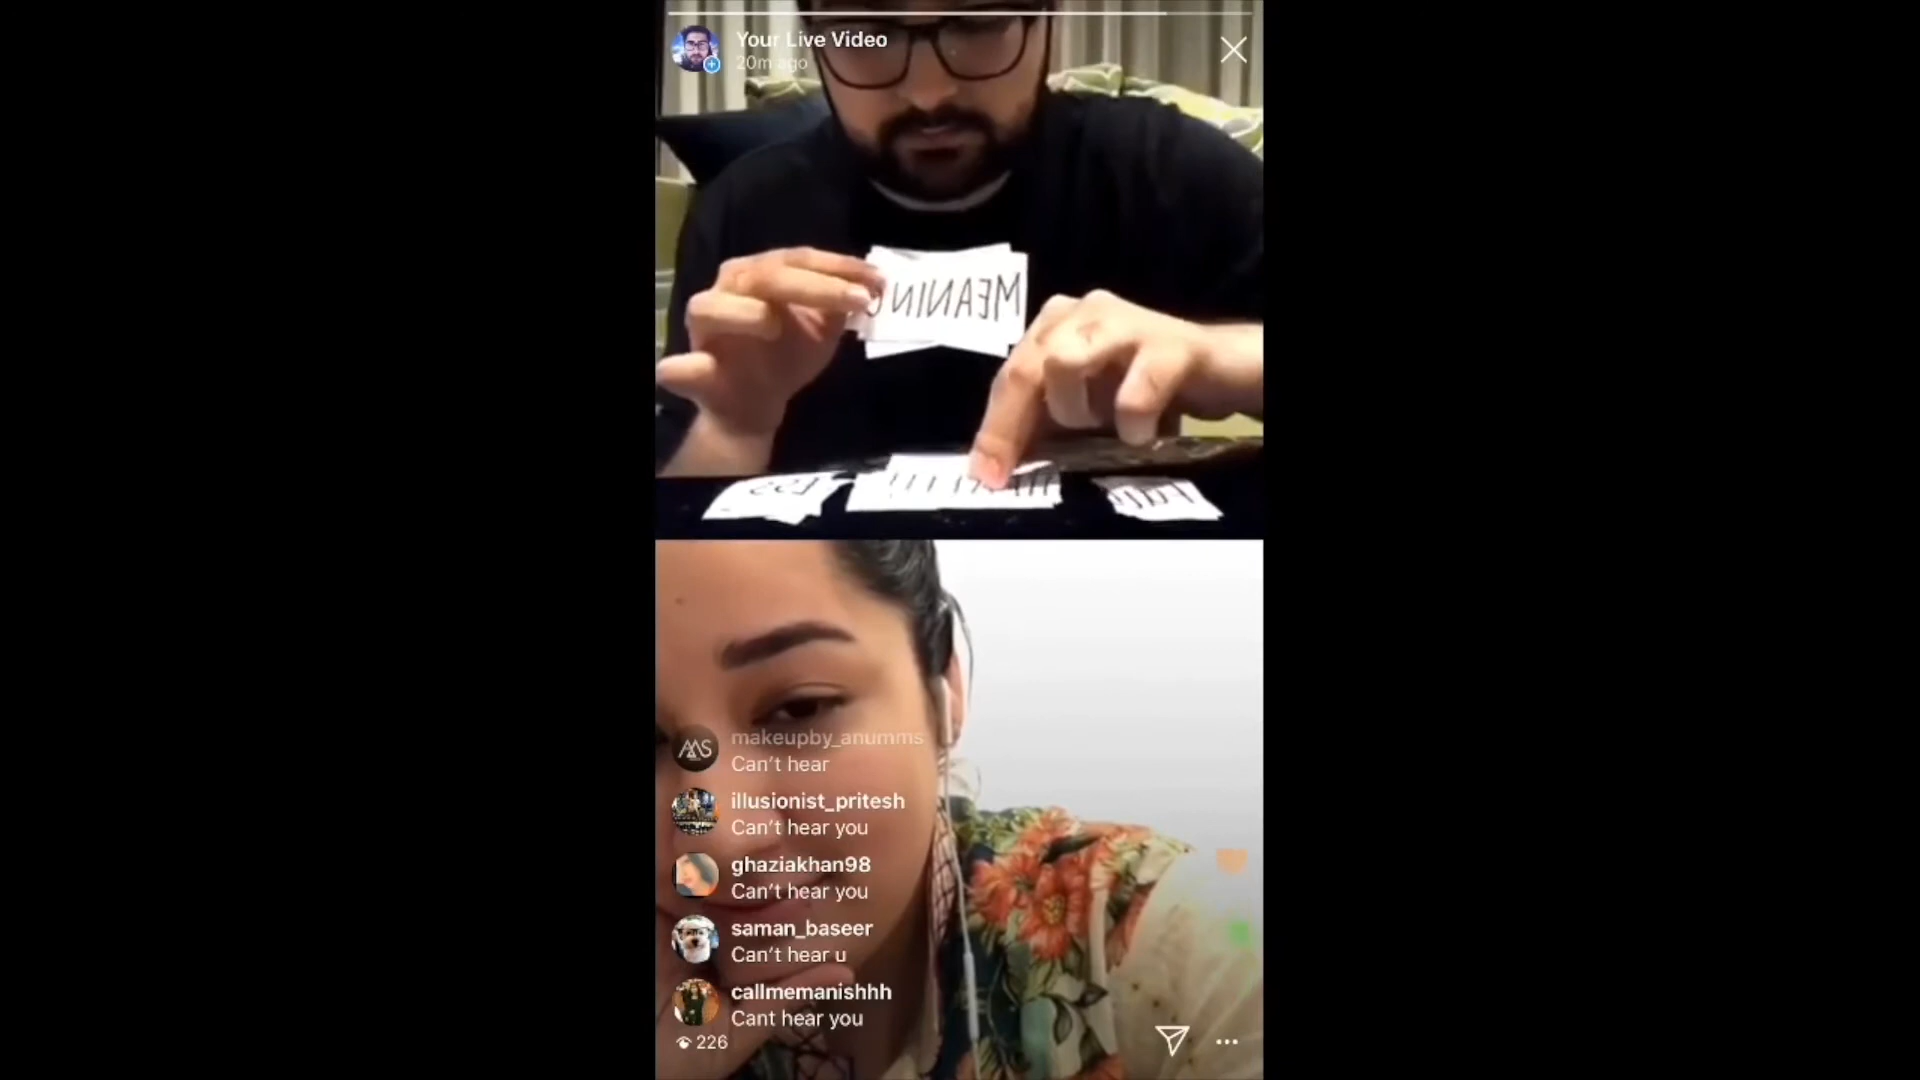 Your Live Video
20m ago
MEANING
makeupby_anumms
Can't hear
illusionist_pritesh
Can't hear you
ghaziakhan98
Can't hear you
saman_baseer
Can't hear u
callmemanishhh
Cant hear you
226